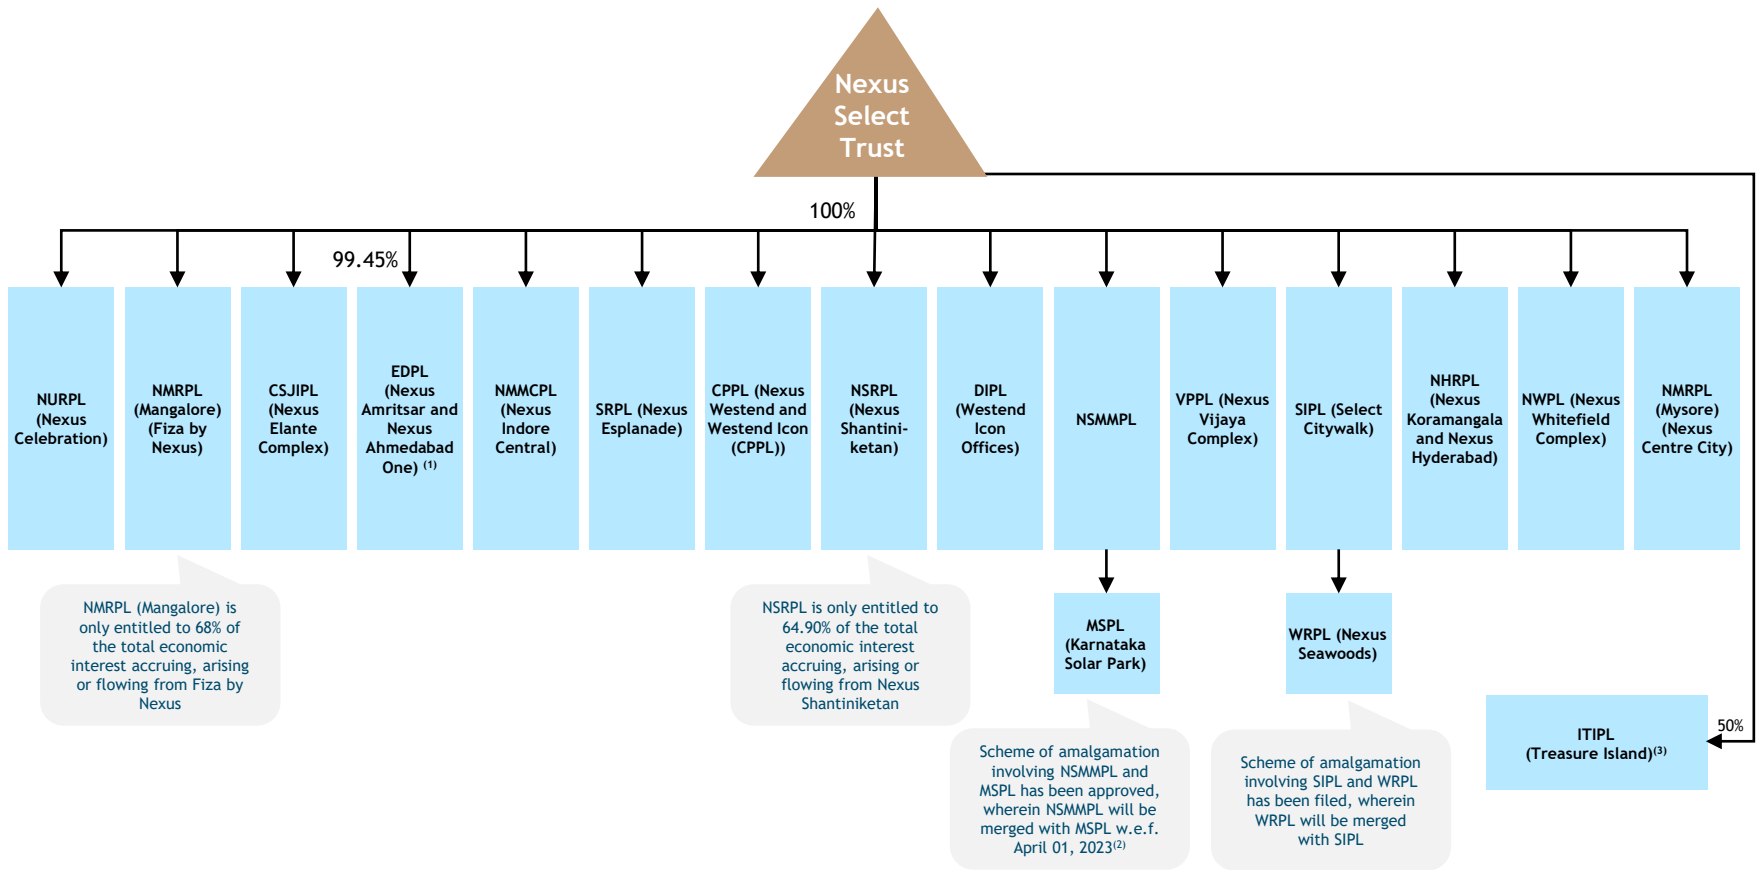 Nexus
Select
Trust
100%
99.45%
NURPL
(Nexus
Celebration)
NMRPL
(Mangalore)
(Fiza by
Nexus)
CSJIPL
(Nexus
Elante
Complex)
EDPL
(Nexus
Amritsar and
Nexus
Ahmedabad
One) (1)
NMMCPL
(Nexus
Indore
Central)
SRPL (Nexus
Esplanade)
CPPL (Nexus
Westend and
Westend Icon
(CPPL))
NSRPL
(Nexus
Shantini-
ketan)
DIPL
(Westend
Icon
Offices)
NSMMPL
VPPL (Nexus
Vijaya
Complex)
SIPL (Select
Citywalk)
NHRPL
(Nexus
Koramangala
and Nexus
Hyderabad)
NWPL (Nexus
Whitefield
Complex)
NMRPL
(Mysore)
(Nexus
Centre City)
NMRPL (Mangalore) is
only entitled to 68% of
the total economic
interest accruing, arising
or flowing from Fiza by
Nexus
NSRPL is only entitled to
64.90% of the total
economic interest
accruing, arising or
flowing from Nexus
Shantiniketan
MSPL
(Karnataka
Solar Park)
WRPL (Nexus
Seawoods)
Scheme of amalgamation
involving NSMMPL and
MSPL has been approved,
wherein NSMMPL will be
merged with MSPL w.e.f.
April 01, 2023(2)
Scheme of amalgamation
involving SIPL and WRPL
has been filed, wherein
WRPL will be merged
with SIPL
50%
ITIPL
(Treasure Island)(3)